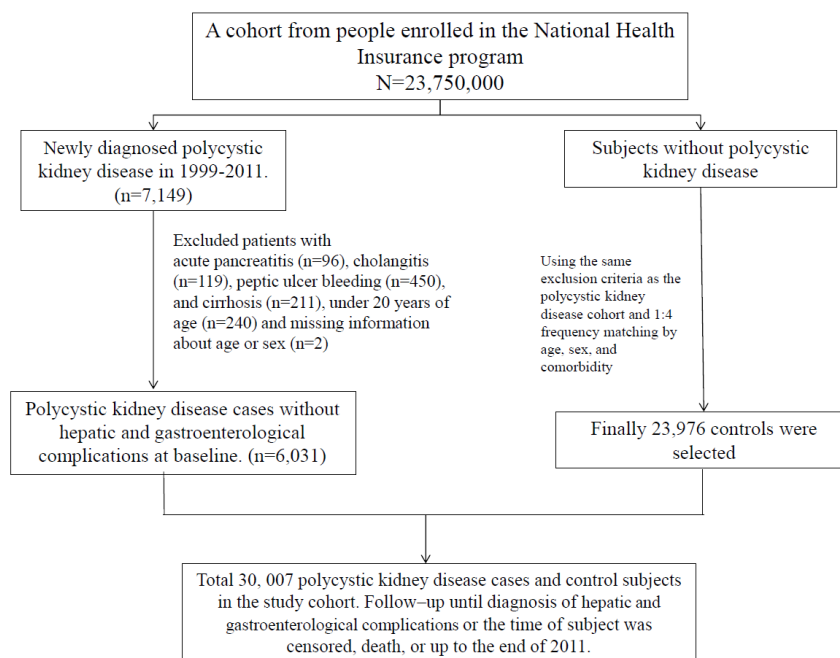 A cohort from people enrolled in the National Health
Insurance program
N=23,750,000
Newly diagnosed polycystic
kidney disease in 1999-2011.
(n=7,149)
Subjects without polycystic
kidney disease
Excluded patients with
acute pancreatitis (n=96), cholangitis
(n=119), peptic ulcer bleeding (n=450),
and cirrhosis (n=211), under 20 years of
age (n=240) and missing information
about age or sex (n=2)
Using the same
exclusion criteria as the
polycystic kidney
disease cohort and 1:4
frequency matching by
age, sex, and
comorbidity
Polycystic kidney disease cases without
hepatic and gastroenterological
complications at baseline. (n=6,031)
Finally 23,976 controls were
selected
Total 30, 007 polycystic kidney disease cases and control subjects
in the study cohort. Follow–up until diagnosis of hepatic and
gastroenterological complications or the time of subject was
censored, death, or up to the end of 2011.